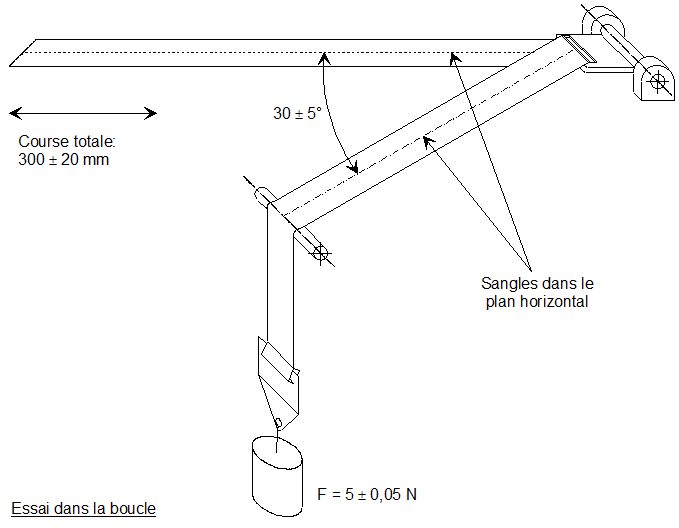 30 ± 5°
Course totale:
300 ± 20 mm
Sangles dans le
plan horizontal
F = 5 ± 0,05 N
Essai dans la boucle